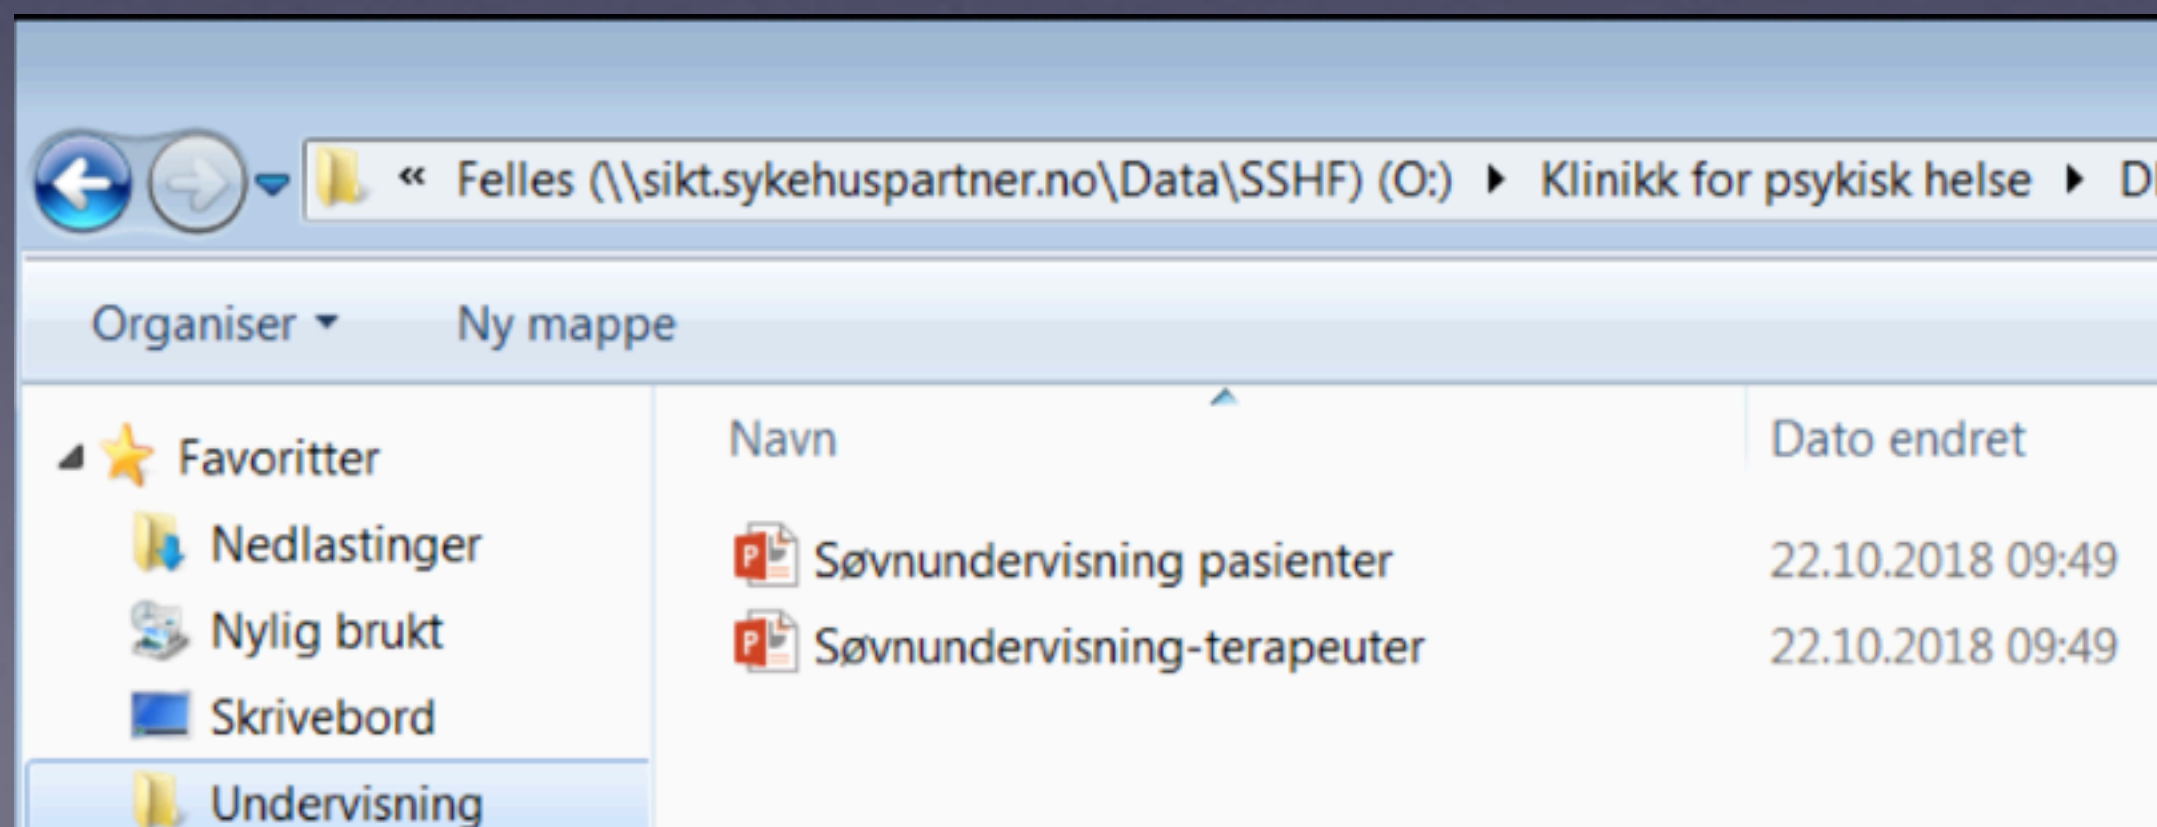 « Felles (\\sikt.sykehuspartner.no\Data\SSHF) (O:) ▸ Klinikk for psykisk helse ▸
Organiser ▾ Ny mappe
Navn Dato endret
Favoritter
Nedlastinger
Nylig brukt
Skrivebord
Undervisning
Søvnundervisning pasienter 22.10.2018 09:49
Søvnundervisning-terapeuter 22.10.2018 09:49